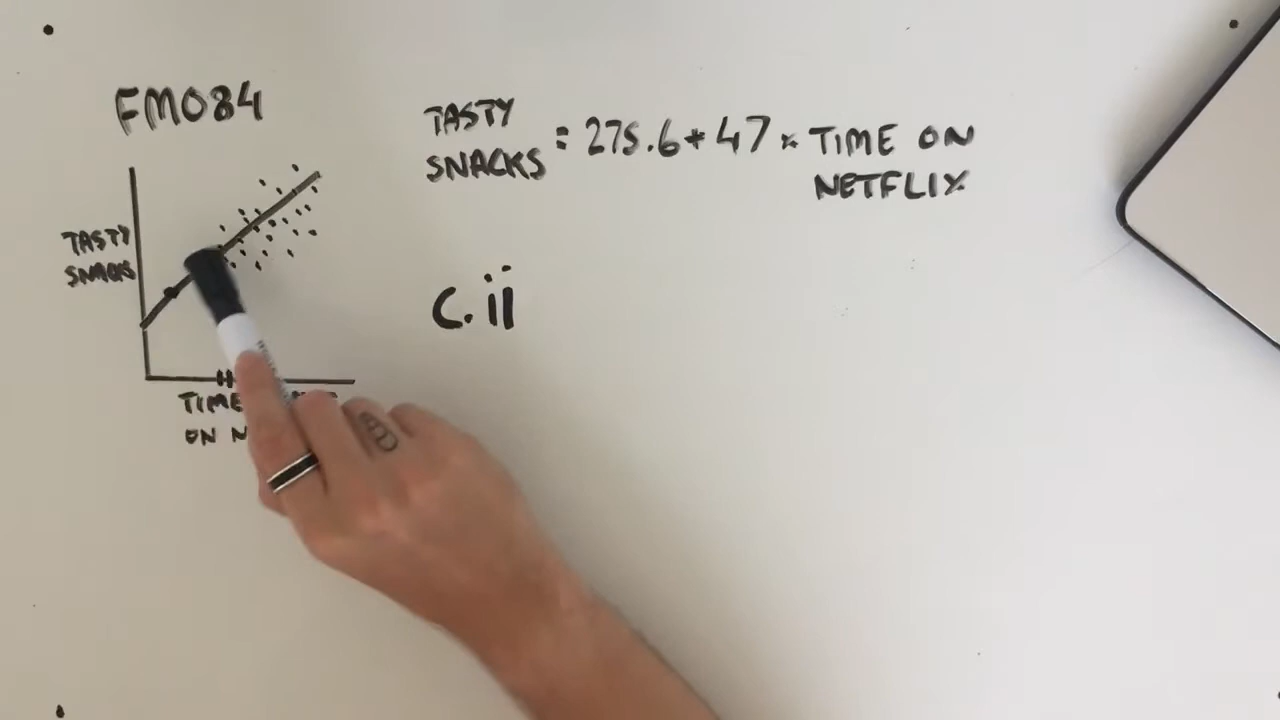 FM084
TASTY
SNACKS
= 275.6 + 47 × TIME ON
NETFLIX
TASTY
SNACKS
C. ii
TIME
ON N